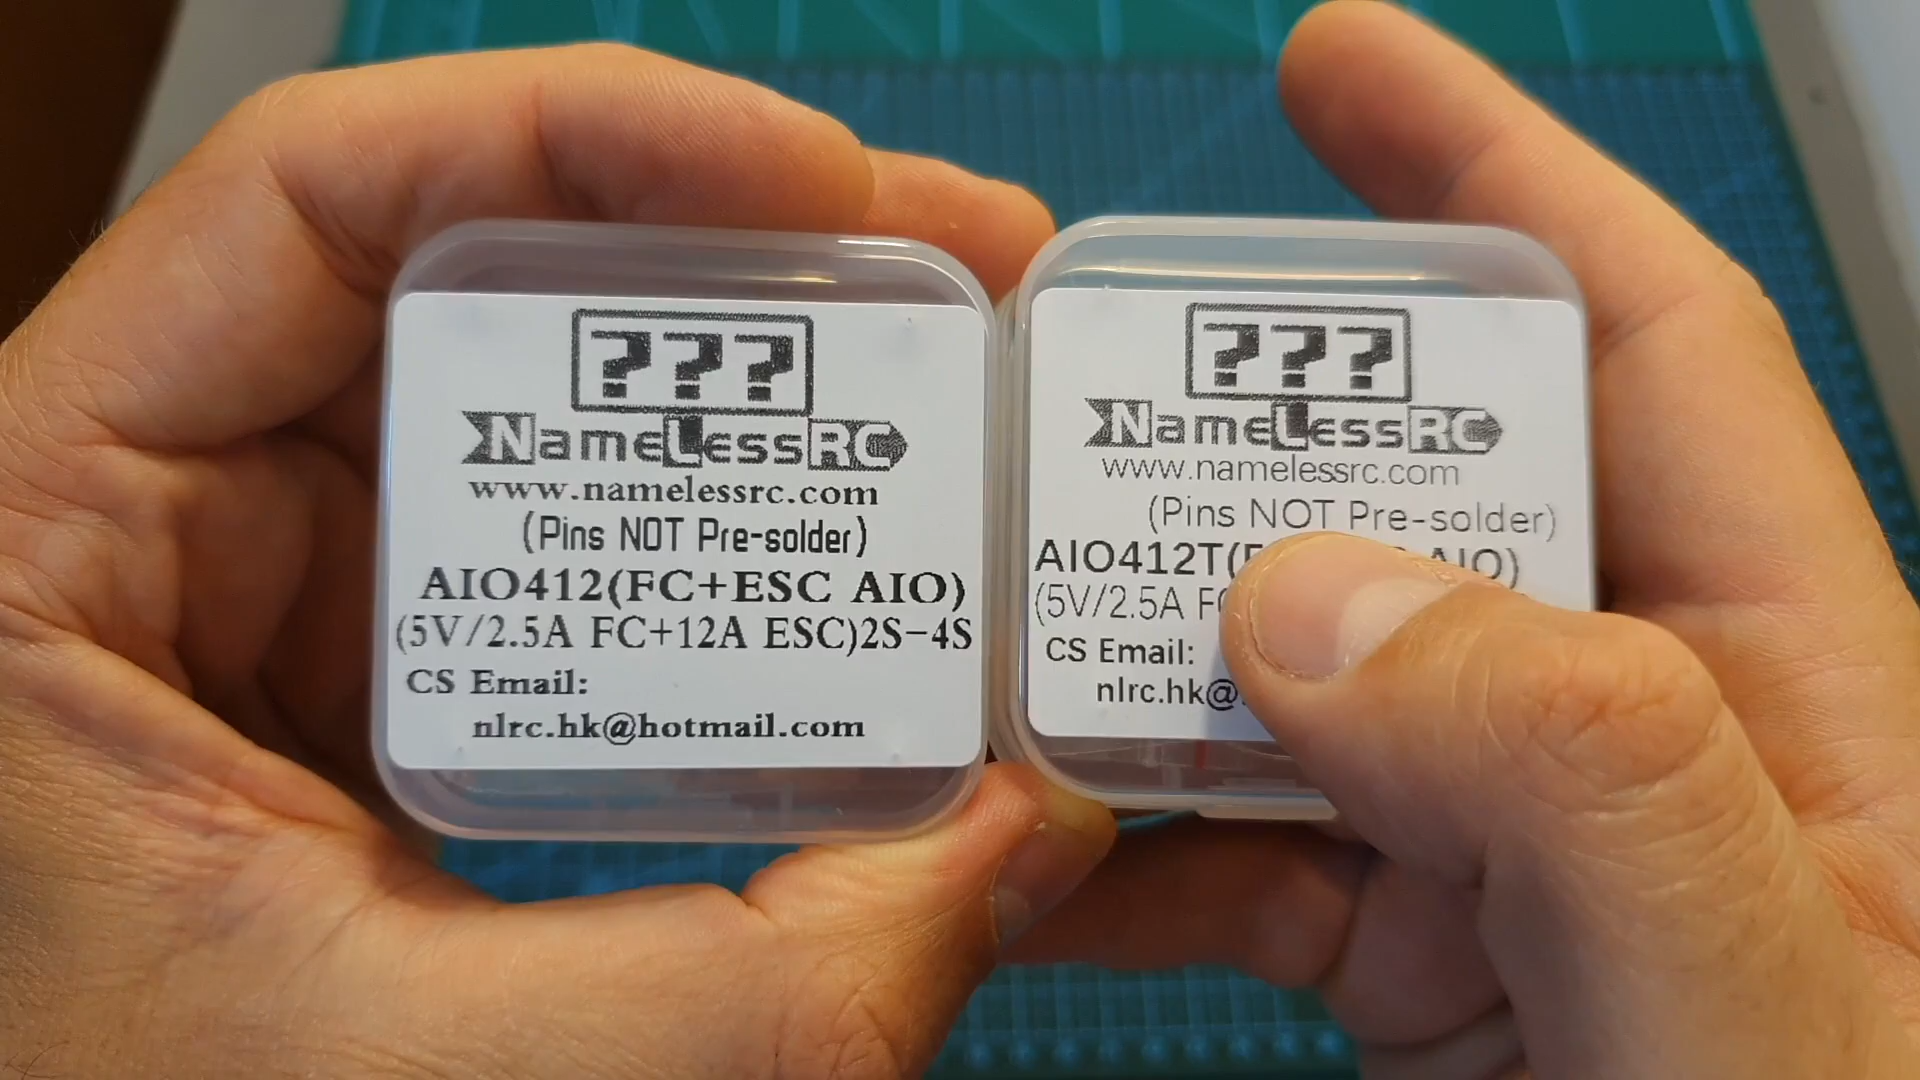 ???
NameLessRC
www.namelessrc.com
(Pins NOT Pre-solder)
AIO412(FC+ESC AIO)
(5V/2.5A FC+12A ESC)2S-4S
CS Email:
nlrc.hk@hotmail.com
???
NameLessRC
www.namelessrc.com
(Pins NOT Pre-solder)
AIO412T( AIO)
(5V/2.5A
CS Email:
nlrc.hk@